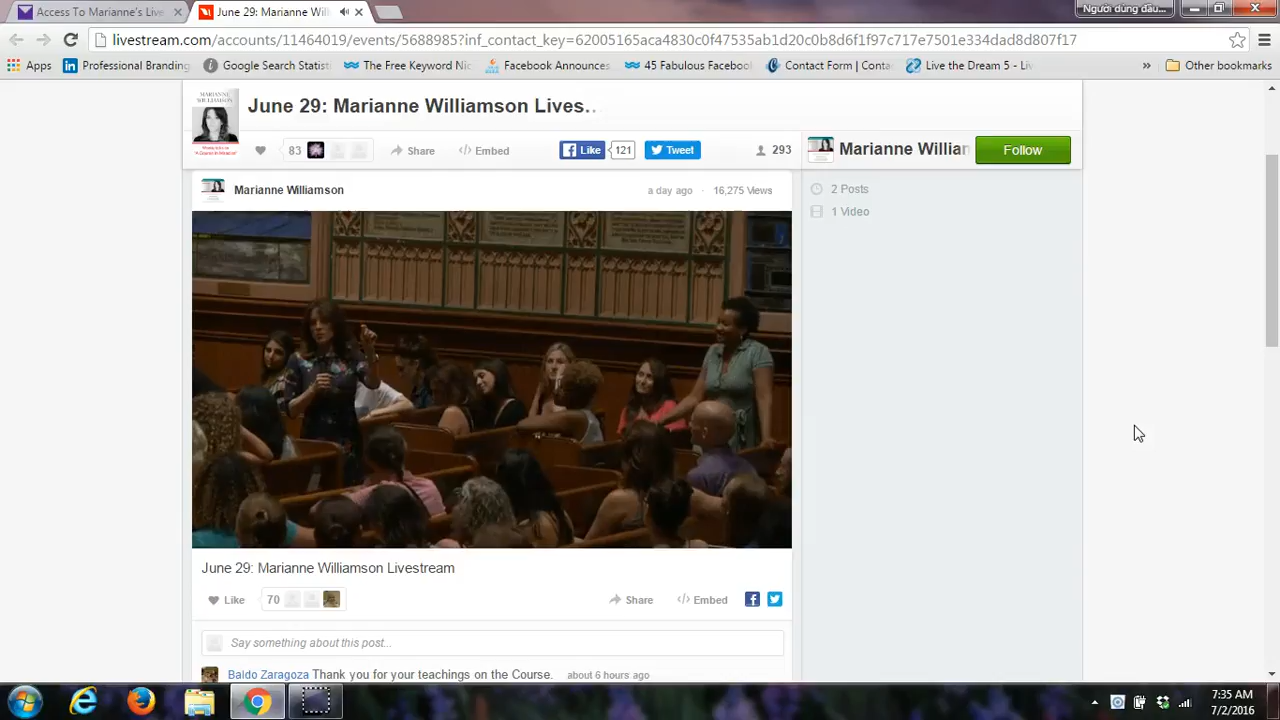 Access To Marianne's Live
June 29: Marianne Will
Người dùng đầu...
livestream.com/accounts/11464019/events/5688985?inf_contact_key=62005165aca4830c0f47535ab1d20c0b8d6f1f97c717e7501e334dad8d807f17
Apps
Professional Branding
Google Search Statisti
The Free Keyword Nic
Facebook Announces
45 Fabulous Facebool
Contact Form | Conta
Live the Dream 5 - Liv
»
Other bookmarks
June 29: Marianne Williamson Lives...
83
Share
Embed
Like
121
Tweet
293
Marianne Willian
Follow
Marianne Williamson
a day ago · 16,275 Views
2 Posts
1 Video
June 29: Marianne Williamson Livestream
Like
70
Share
Embed
Say something about this post...
Baldo Zaragoza Thank you for your teachings on the Course. about 6 hours ago
7:35 AM
7/2/2016